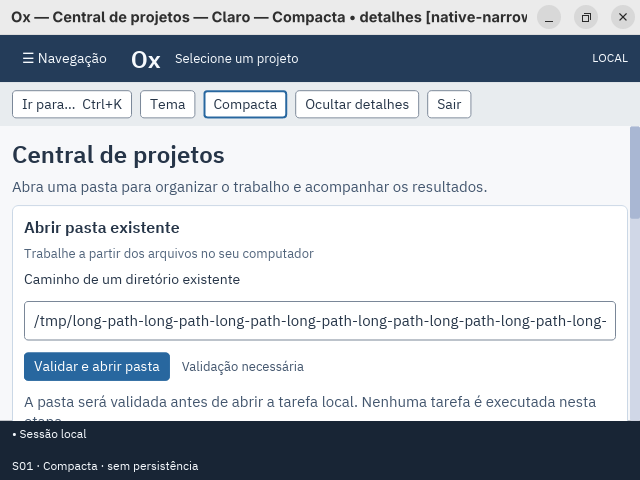 Ox — Central de projetos — Claro — Compacta • detalhes [native-narrow
☰ Navegação Ox Selecione um projeto LOCAL
Ir para... Ctrl+K Tema Compacta Ocultar detalhes Sair
Central de projetos
Abra uma pasta para organizar o trabalho e acompanhar os resultados.
Abrir pasta existente
Trabalhe a partir dos arquivos no seu computador
Caminho de um diretório existente
/tmp/long-path-long-path-long-path-long-path-long-path-long-path-long-path-long-path-long-
Validar e abrir pasta Validação necessária
A pasta será validada antes de abrir a tarefa local. Nenhuma tarefa é executada nesta
etapa.
• Sessão local
S01 · Compacta · sem persistência